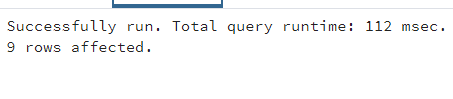 Successfully run. Total query runtime: 112 msec.
9 rows affected.